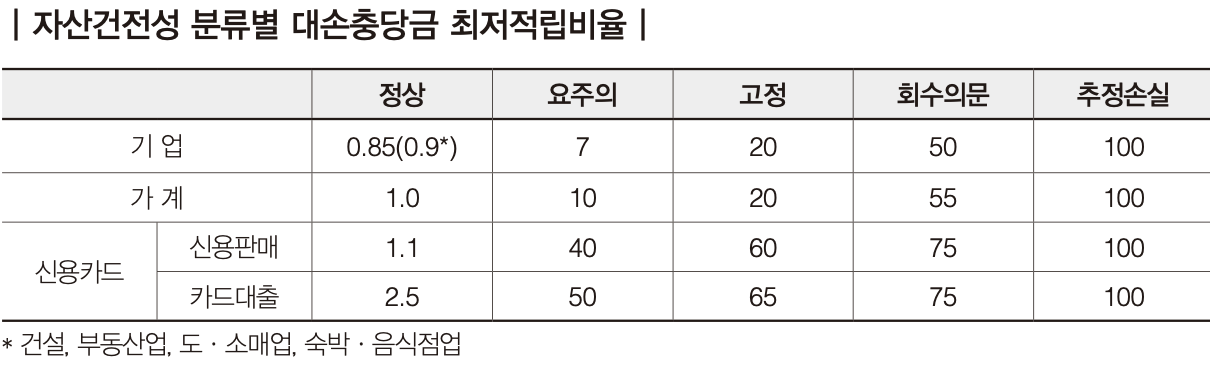 | 자산건전성 분류별 대손충당금 최저적립비율 |
정상 요주의 고정 회수의문 추정손실
기 업 0.85(0.9*) 7 20 50 100
가 계 1.0 10 20 55 100
신용카드 신용판매 1.1 40 60 75 100
카드대출 2.5 50 65 75 100
* 건설, 부동산업, 도 · 소매업, 숙박 · 음식점업